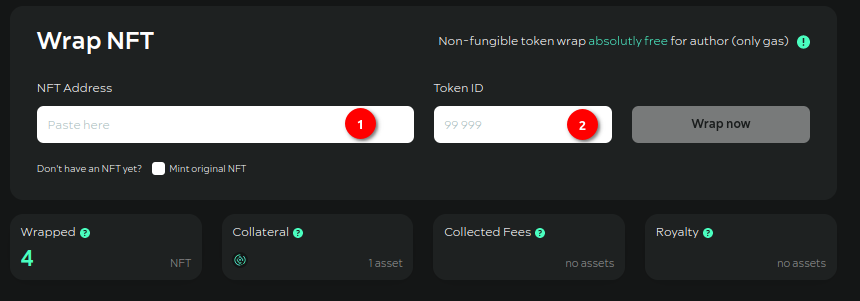 Wrap NFT
Non-fungible token wrap absolutly free for author (only gas) !
NFT Address
Token ID
Paste here 1
99 999 2
Wrap now
Don't have an NFT yet? Mint original NFT
Wrapped ?
4
NFT
Collateral ?
1 asset
Collected Fees ?
no assets
Royalty ?
no assets